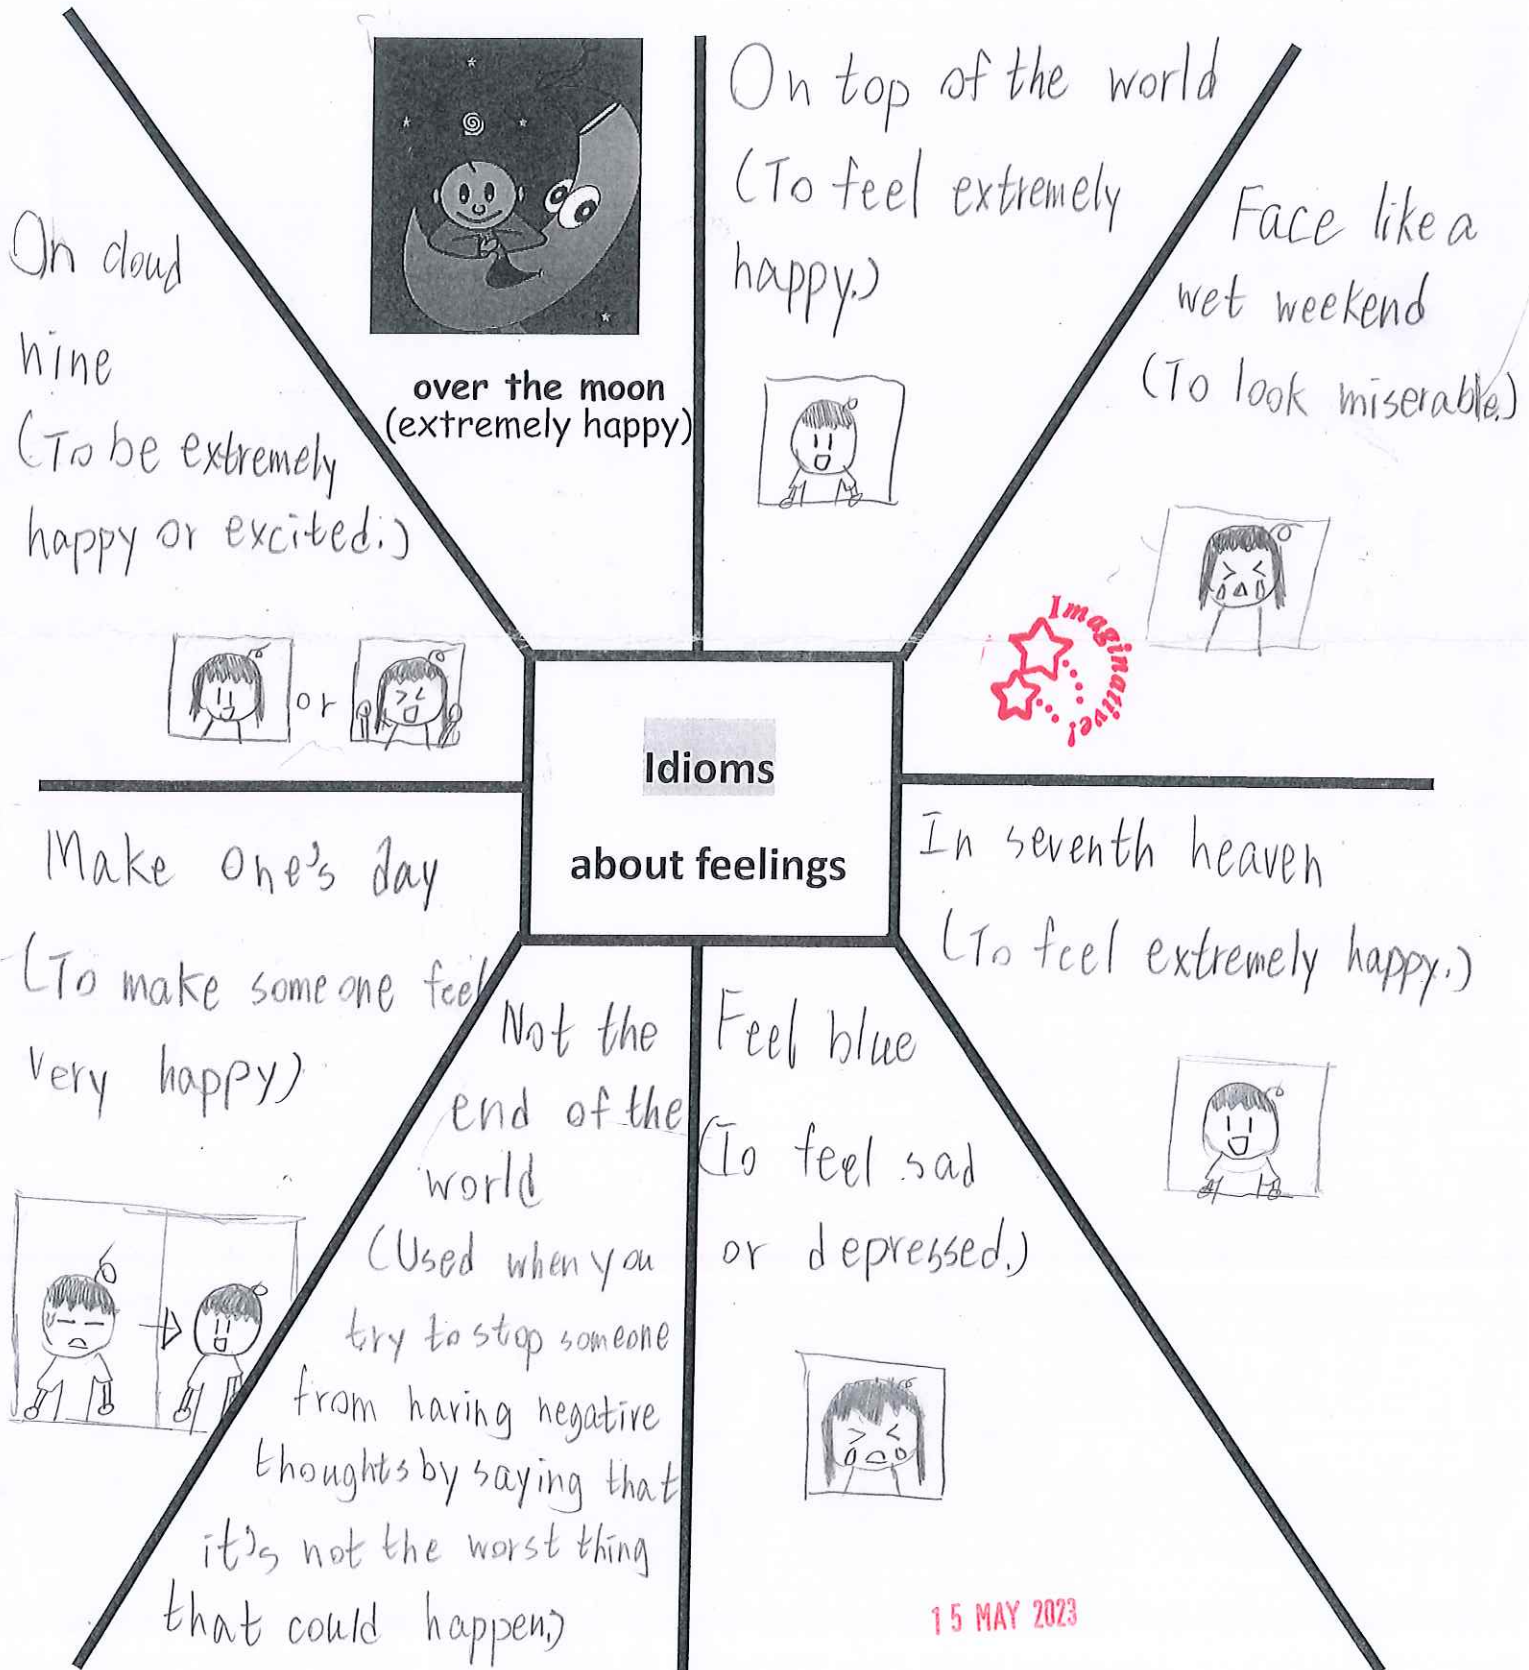 over the moon
(extremely happy)
On top of the world
(To feel extremely
happy.)
Face like a
wet weekend
(To look miserable.)
Imaginative!
In seventh heaven
(To feel extremely happy.)
Feel blue
(To feel sad
or depressed.)
Not the
end of the
world
(Used when you
try to stop someone
from having negative
thoughts by saying that
it's not the worst thing
that could happen.)
Make one's day
(To make someone feel
very happy)
On cloud
nine
(To be extremely
happy or excited.)
or
Idioms
about feelings
15 MAY 2023